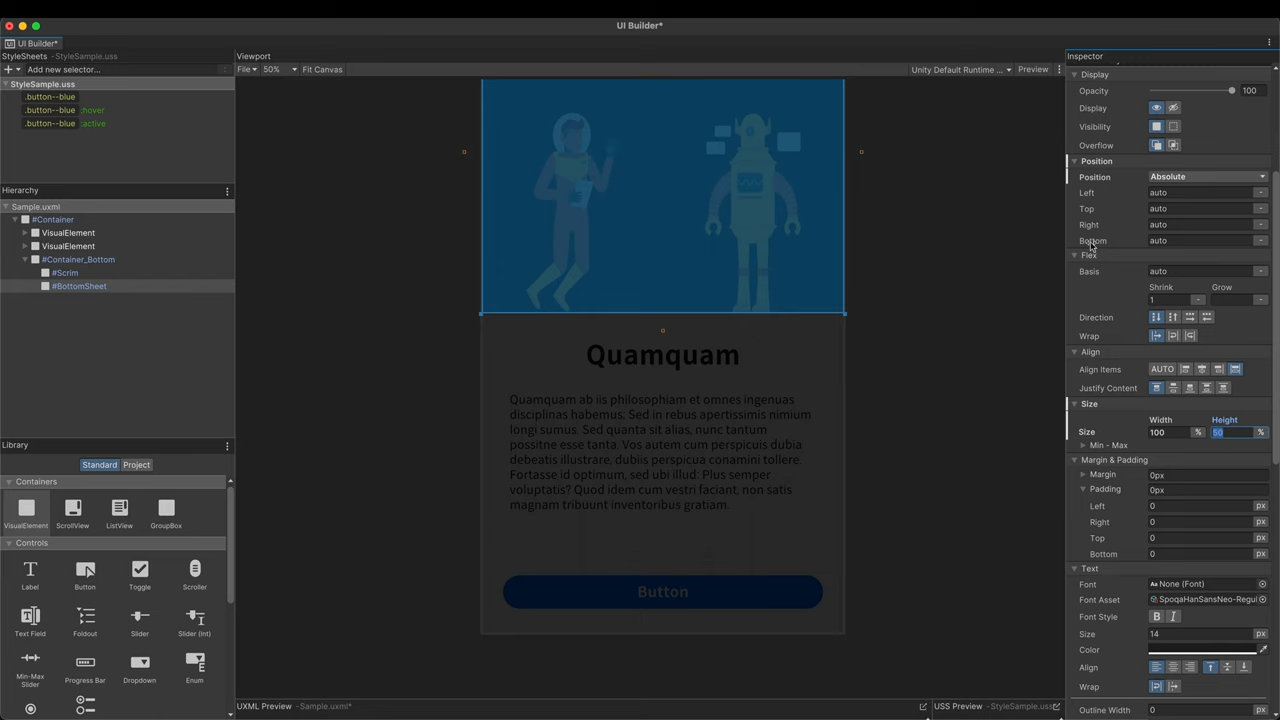 UI Builder*
UI Builder*
StyleSheets - StyleSample.uss
Add new selector...
StyleSample.uss
.button--blue
.button--blue :hover
.button--blue :active
Hierarchy
Sample.uxml
#Container
VisualElement
VisualElement
#Container_Bottom
#Scrim
#BottomSheet
Library
Standard Project
Containers
VisualElement ScrollView ListView GroupBox
Controls
Label Button Toggle Scroller
Text Field Foldout Slider Slider (Int)
Min-Max Slider Progress Bar Dropdown Enum
Viewport
File 50% Fit Canvas
Unity Default Runtime ... Preview
Quamquam
Quamquam ab iis philosophiam et omnes ingenuas
disciplinas habemus; Sed in rebus apertissimis nimium
longi sumus. Sed quanta sit alias, nunc tantum
possitne esse tanta. Vos autem cum perspicuis dubia
debeatis illustrare, dubiis perspicua conamini tollere.
Fortasse id optimum, sed ubi illud: Plus semper
voluptatis? Quod idem cum vestri faciant, non satis
magnam tribuunt inventoribus gratiam.
Button
UXML Preview - Sample.uxml*
USS Preview - StyleSample.uss
Inspector
Display
Opacity 100
Display
Visibility
Overflow
Position
Position Absolute
Left auto
Top auto
Right auto
Bottom auto
Flex
Basis auto
Shrink Grow
1
Direction
Wrap
Align
Align Items AUTO
Justify Content
Size
Width Height
Size 100 % 50 %
Min - Max
Margin & Padding
Margin 0px
Padding 0px
Left 0 px
Right 0 px
Top 0 px
Bottom 0 px
Text
Font None (Font)
Font Asset SpoqaHanSansNeo-Regul
Font Style B I
Size 14 px
Color
Align
Wrap
Outline Width 0 px